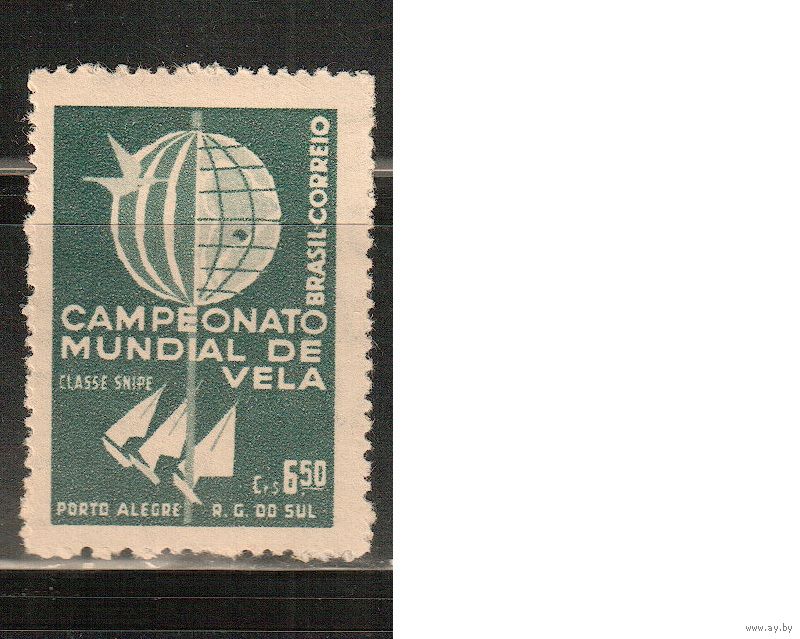 BRASIL·CORREIO
CAMPEONATO
MUNDIAL DE
VELA
CLASSE SNIPE
Cr$ 6,50
PORTO ALEGRE R. G. DO SUL
www.ay.by